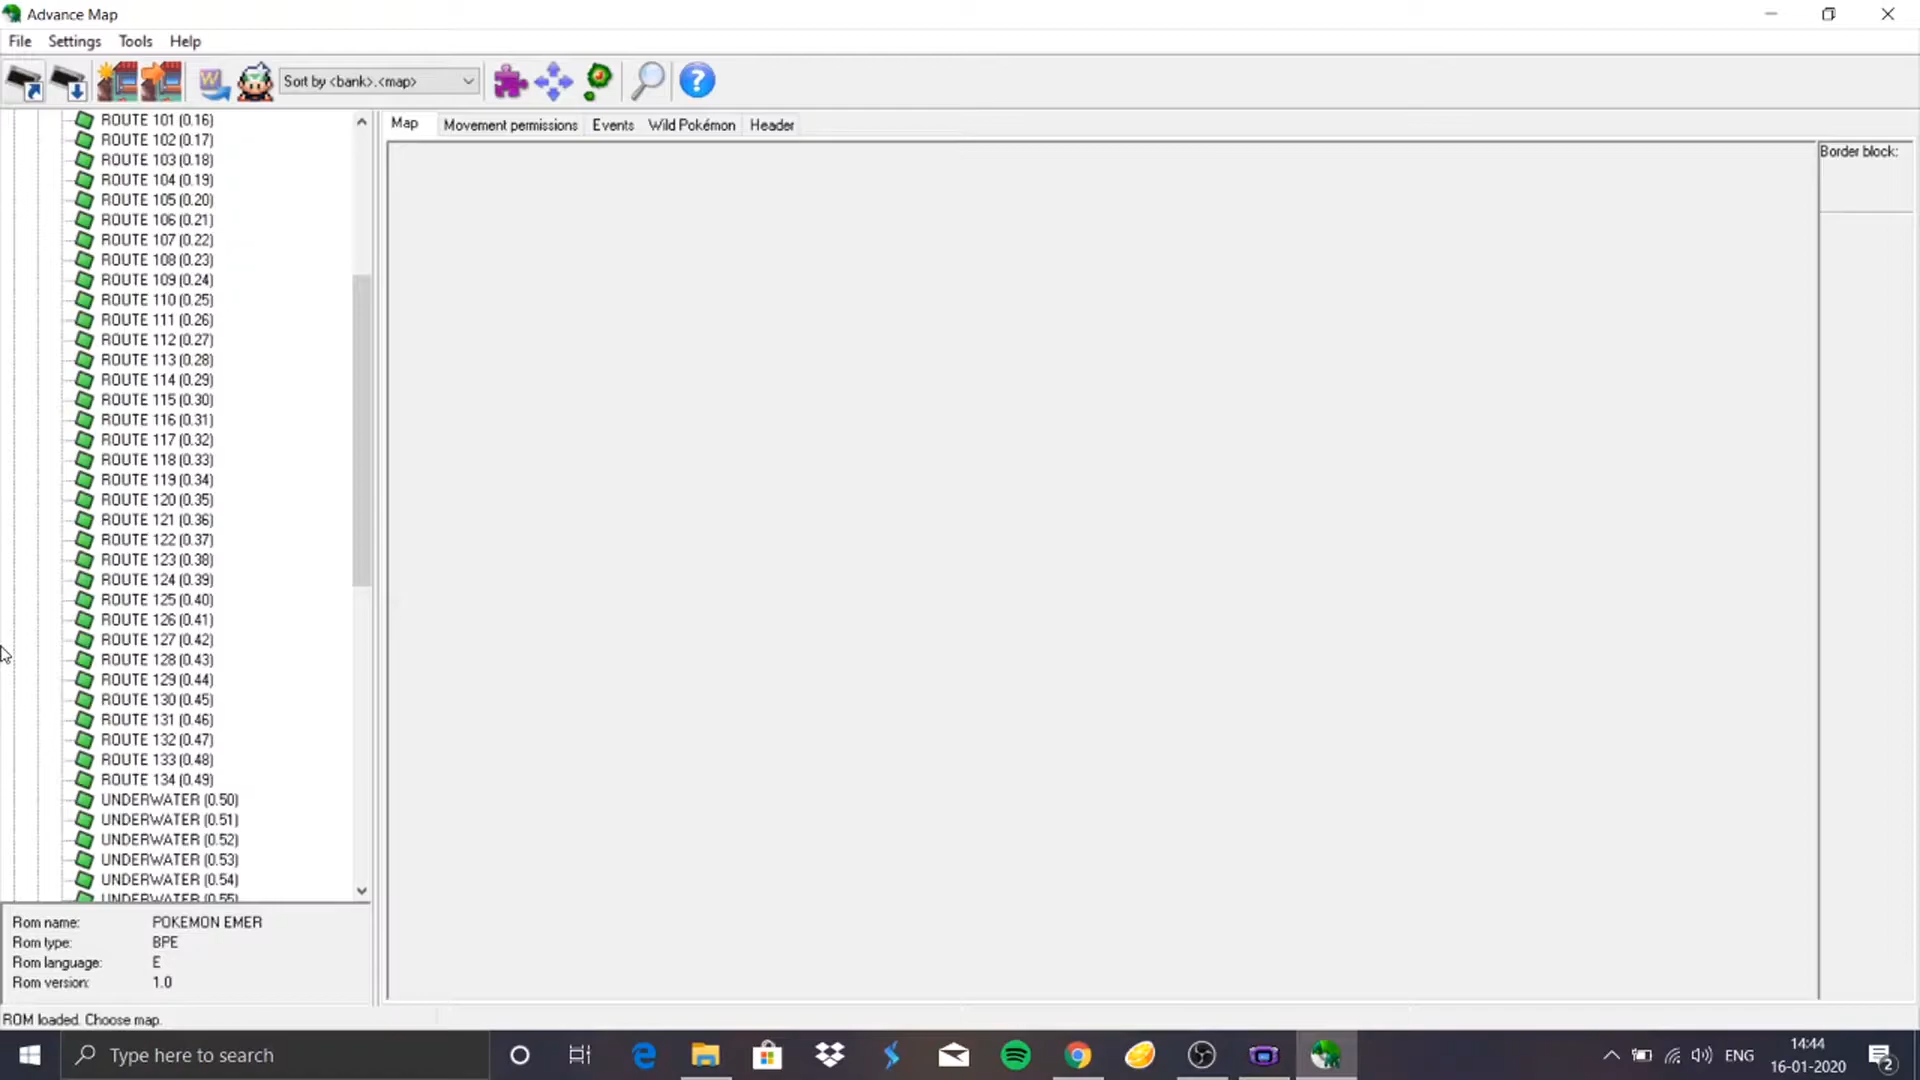 Advance Map
File Settings Tools Help
Sort by <bank>.<map>
ROUTE 101 (0.16)
ROUTE 102 (0.17)
ROUTE 103 (0.18)
ROUTE 104 (0.19)
ROUTE 105 (0.20)
ROUTE 106 (0.21)
ROUTE 107 (0.22)
ROUTE 108 (0.23)
ROUTE 109 (0.24)
ROUTE 110 (0.25)
ROUTE 111 (0.26)
ROUTE 112 (0.27)
ROUTE 113 (0.28)
ROUTE 114 (0.29)
ROUTE 115 (0.30)
ROUTE 116 (0.31)
ROUTE 117 (0.32)
ROUTE 118 (0.33)
ROUTE 119 (0.34)
ROUTE 120 (0.35)
ROUTE 121 (0.36)
ROUTE 122 (0.37)
ROUTE 123 (0.38)
ROUTE 124 (0.39)
ROUTE 125 (0.40)
ROUTE 126 (0.41)
ROUTE 127 (0.42)
ROUTE 128 (0.43)
ROUTE 129 (0.44)
ROUTE 130 (0.45)
ROUTE 131 (0.46)
ROUTE 132 (0.47)
ROUTE 133 (0.48)
ROUTE 134 (0.49)
UNDERWATER (0.50)
UNDERWATER (0.51)
UNDERWATER (0.52)
UNDERWATER (0.53)
UNDERWATER (0.54)
UNDERWATER (0.55)
Map Movement permissions Events Wild Pokémon Header
Border block:
Rom name: POKEMON EMER
Rom type: BPE
Rom language: E
Rom version: 1.0
ROM loaded. Choose map.
Type here to search
ENG
14:44
16-01-2020
2